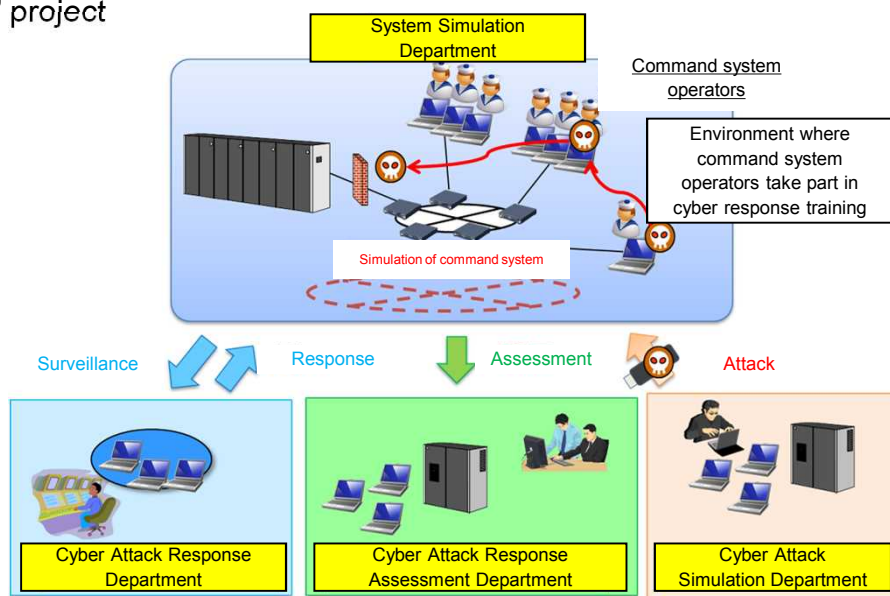 project
System Simulation
Department
Command system
operators
Environment where
command system
operators take part in
cyber response training
Simulation of command system
Surveillance
Response
Assessment
Attack
Cyber Attack Response
Department
Cyber Attack Response
Assessment Department
Cyber Attack
Simulation Department